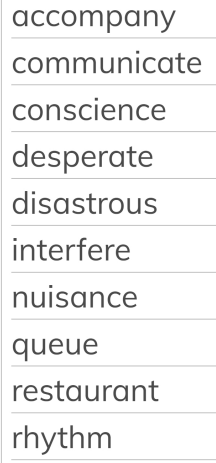 accompany
communicate
conscience
desperate
disastrous
interfere
nuisance
queue
restaurant
rhythm